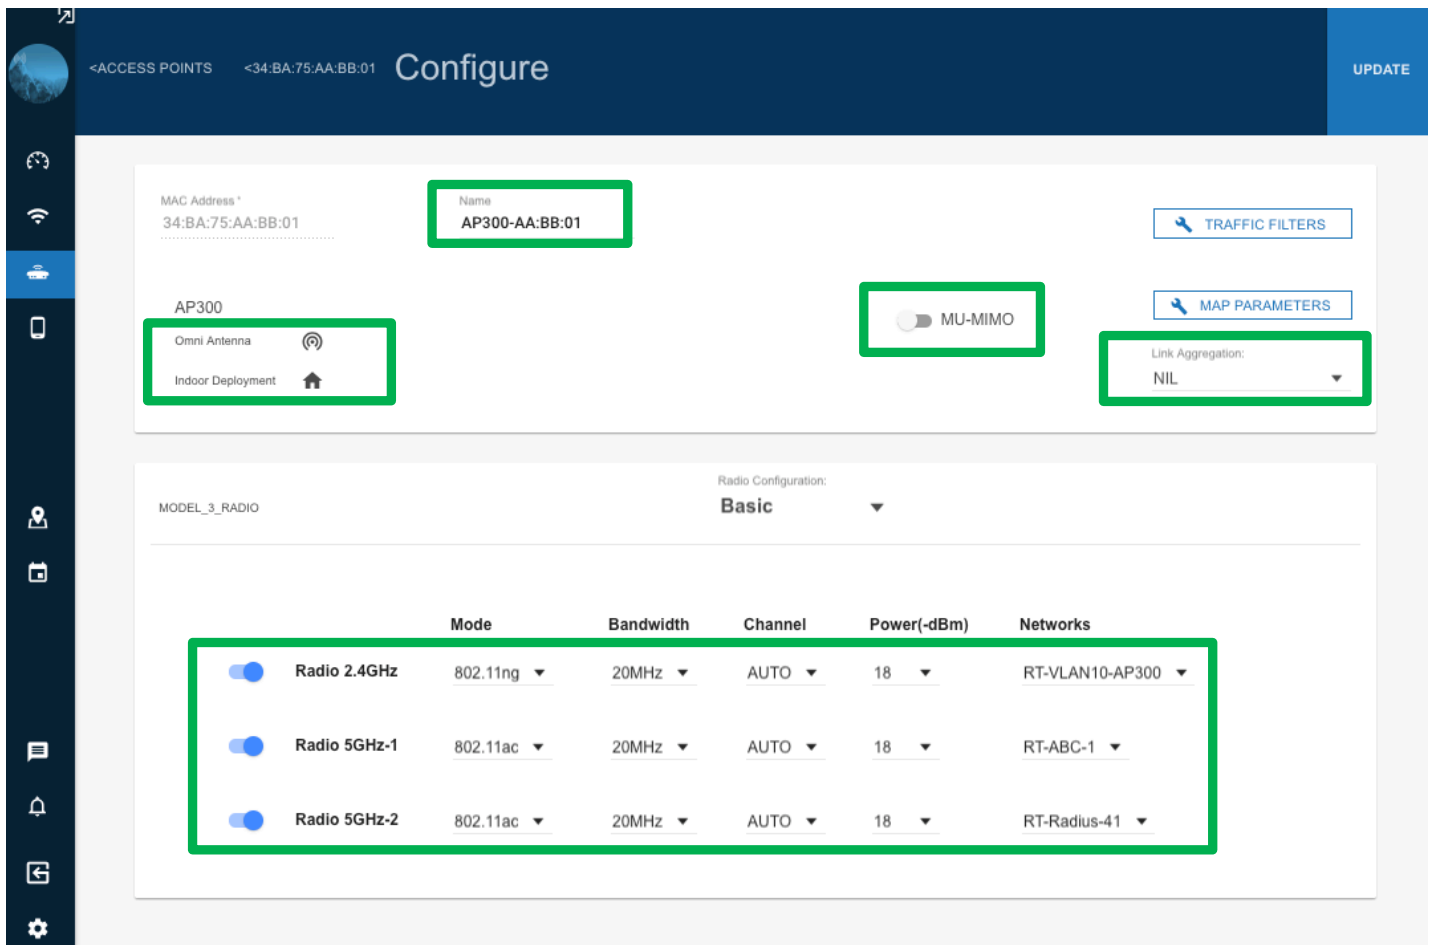 <ACCESS POINTS <34:BA:75:AA:BB:01 Configure UPDATE
MAC Address *
34:BA:75:AA:BB:01
Name
AP300-AA:BB:01
TRAFFIC FILTERS
AP300
Omni Antenna
Indoor Deployment
MU-MIMO
MAP PARAMETERS
Link Aggregation:
NIL
MODEL_3_RADIO
Radio Configuration:
Basic
Mode Bandwidth Channel Power(-dBm) Networks
Radio 2.4GHz 802.11ng 20MHz AUTO 18 RT-VLAN10-AP300
Radio 5GHz-1 802.11ac 20MHz AUTO 18 RT-ABC-1
Radio 5GHz-2 802.11ac 20MHz AUTO 18 RT-Radius-41